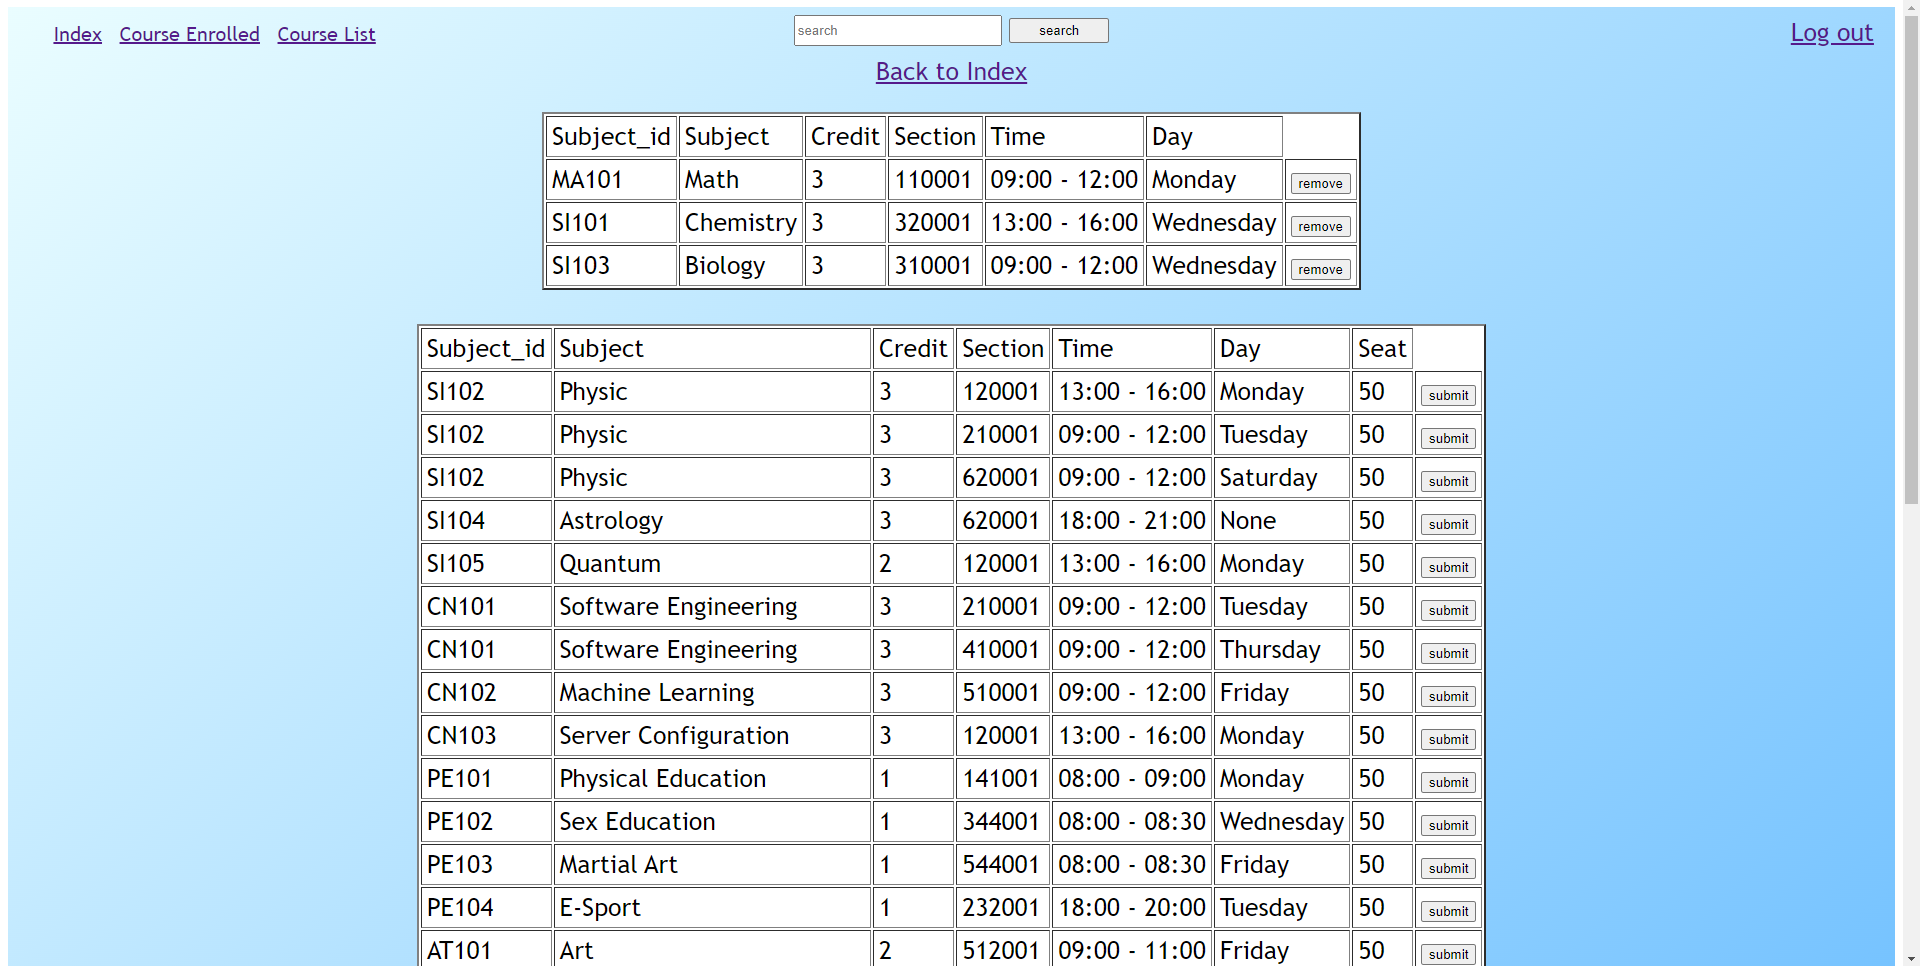 Index Course Enrolled Course List search search Log out
Back to Index
Subject_id Subject Credit Section Time Day
MA101 Math 3 110001 09:00 - 12:00 Monday remove
SI101 Chemistry 3 320001 13:00 - 16:00 Wednesday remove
SI103 Biology 3 310001 09:00 - 12:00 Wednesday remove
Subject_id Subject Credit Section Time Day Seat
SI102 Physic 3 120001 13:00 - 16:00 Monday 50 submit
SI102 Physic 3 210001 09:00 - 12:00 Tuesday 50 submit
SI102 Physic 3 620001 09:00 - 12:00 Saturday 50 submit
SI104 Astrology 3 620001 18:00 - 21:00 None 50 submit
SI105 Quantum 2 120001 13:00 - 16:00 Monday 50 submit
CN101 Software Engineering 3 210001 09:00 - 12:00 Tuesday 50 submit
CN101 Software Engineering 3 410001 09:00 - 12:00 Thursday 50 submit
CN102 Machine Learning 3 510001 09:00 - 12:00 Friday 50 submit
CN103 Server Configuration 3 120001 13:00 - 16:00 Monday 50 submit
PE101 Physical Education 1 141001 08:00 - 09:00 Monday 50 submit
PE102 Sex Education 1 344001 08:00 - 08:30 Wednesday 50 submit
PE103 Martial Art 1 544001 08:00 - 08:30 Friday 50 submit
PE104 E-Sport 1 232001 18:00 - 20:00 Tuesday 50 submit
AT101 Art 2 512001 09:00 - 11:00 Friday 50 submit